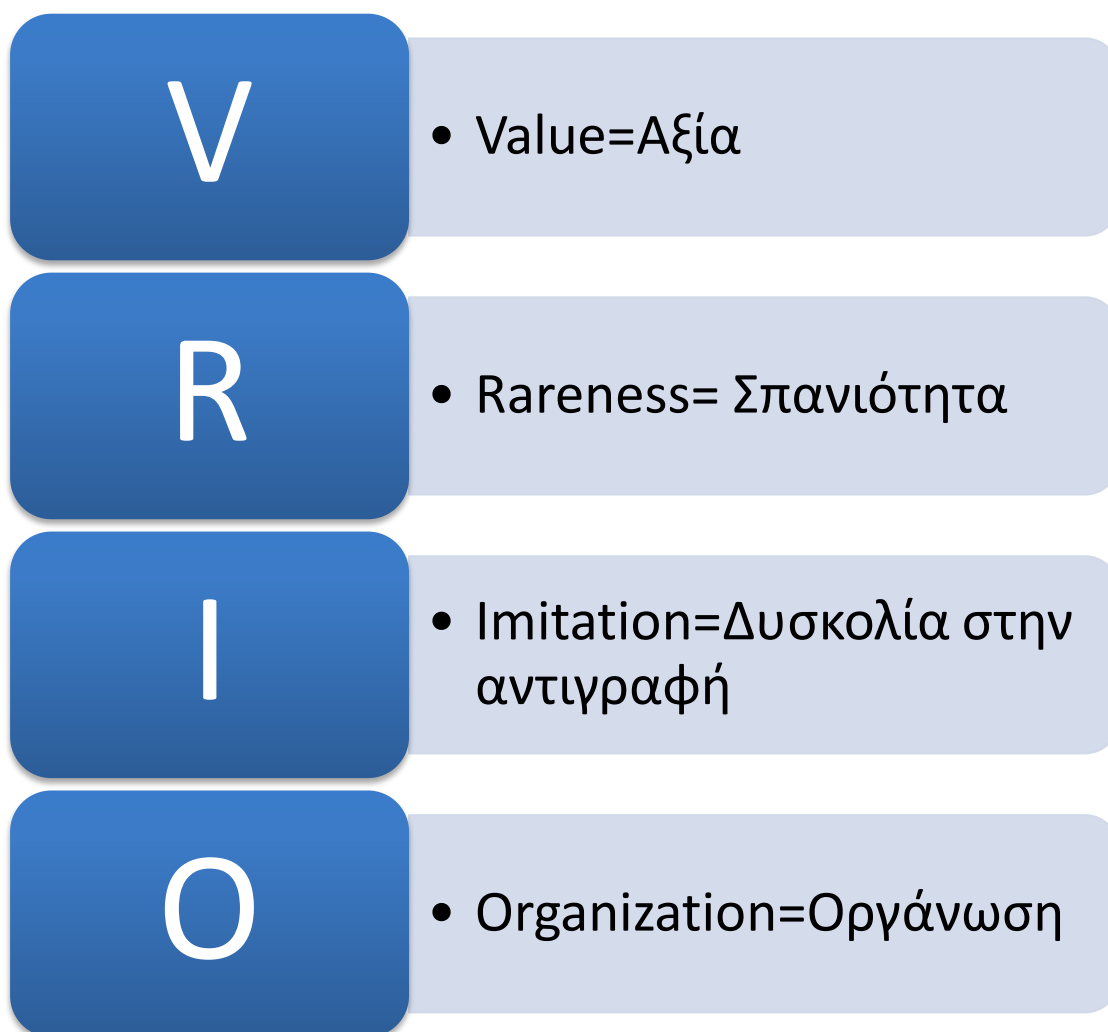 V
• Value=Αξία
R
• Rareness= Σπανιότητα
I
• Imitation=Δυσκολία στην
αντιγραφή
O
• Organization=Οργάνωση